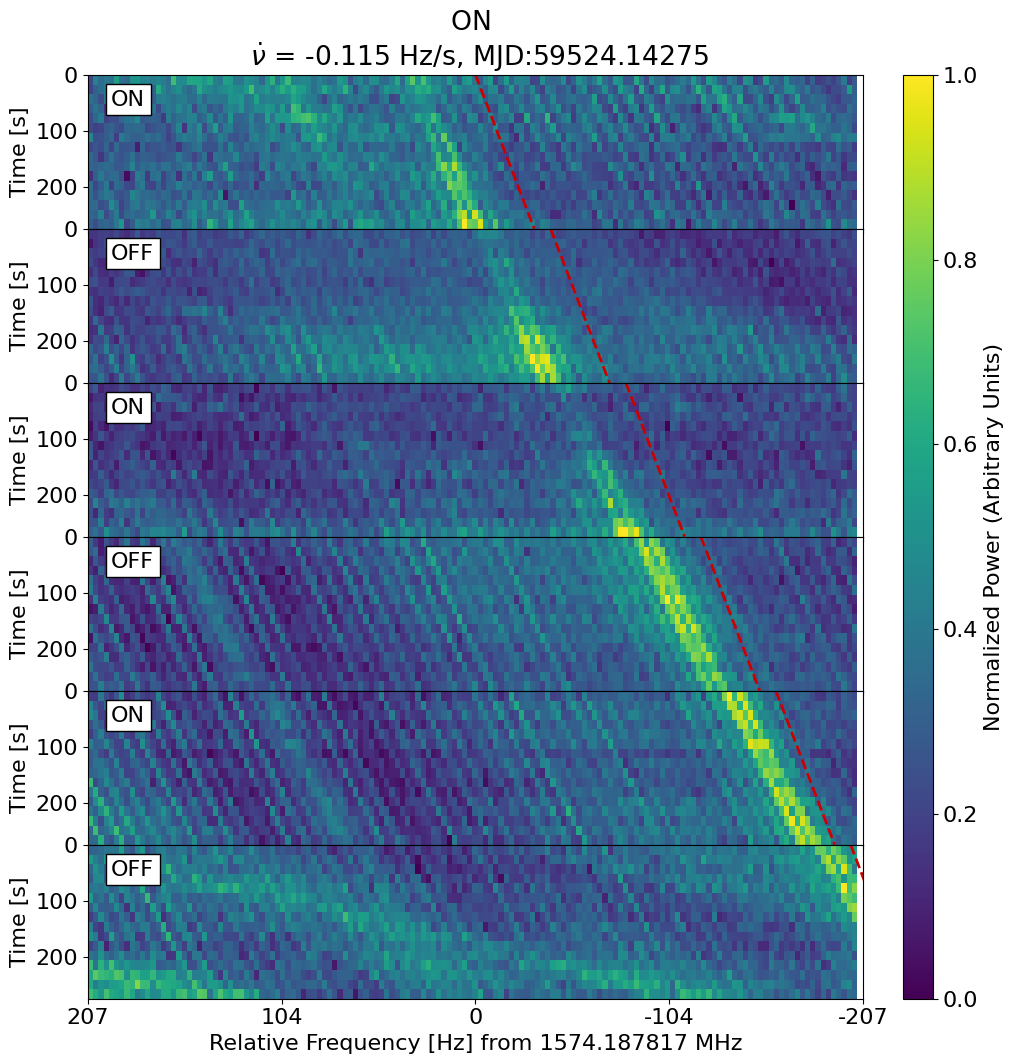 ON
ν̇ = -0.115 Hz/s, MJD:59524.14275
0
ON
100
Time [s]
200
0
OFF
100
Time [s]
200
0
ON
100
Time [s]
200
0
OFF
100
Time [s]
200
0
ON
100
Time [s]
200
0
OFF
100
Time [s]
200
207 104 0 -104 -207
Relative Frequency [Hz] from 1574.187817 MHz
1.0
0.8
0.6
0.4
0.2
0.0
Normalized Power (Arbitrary Units)